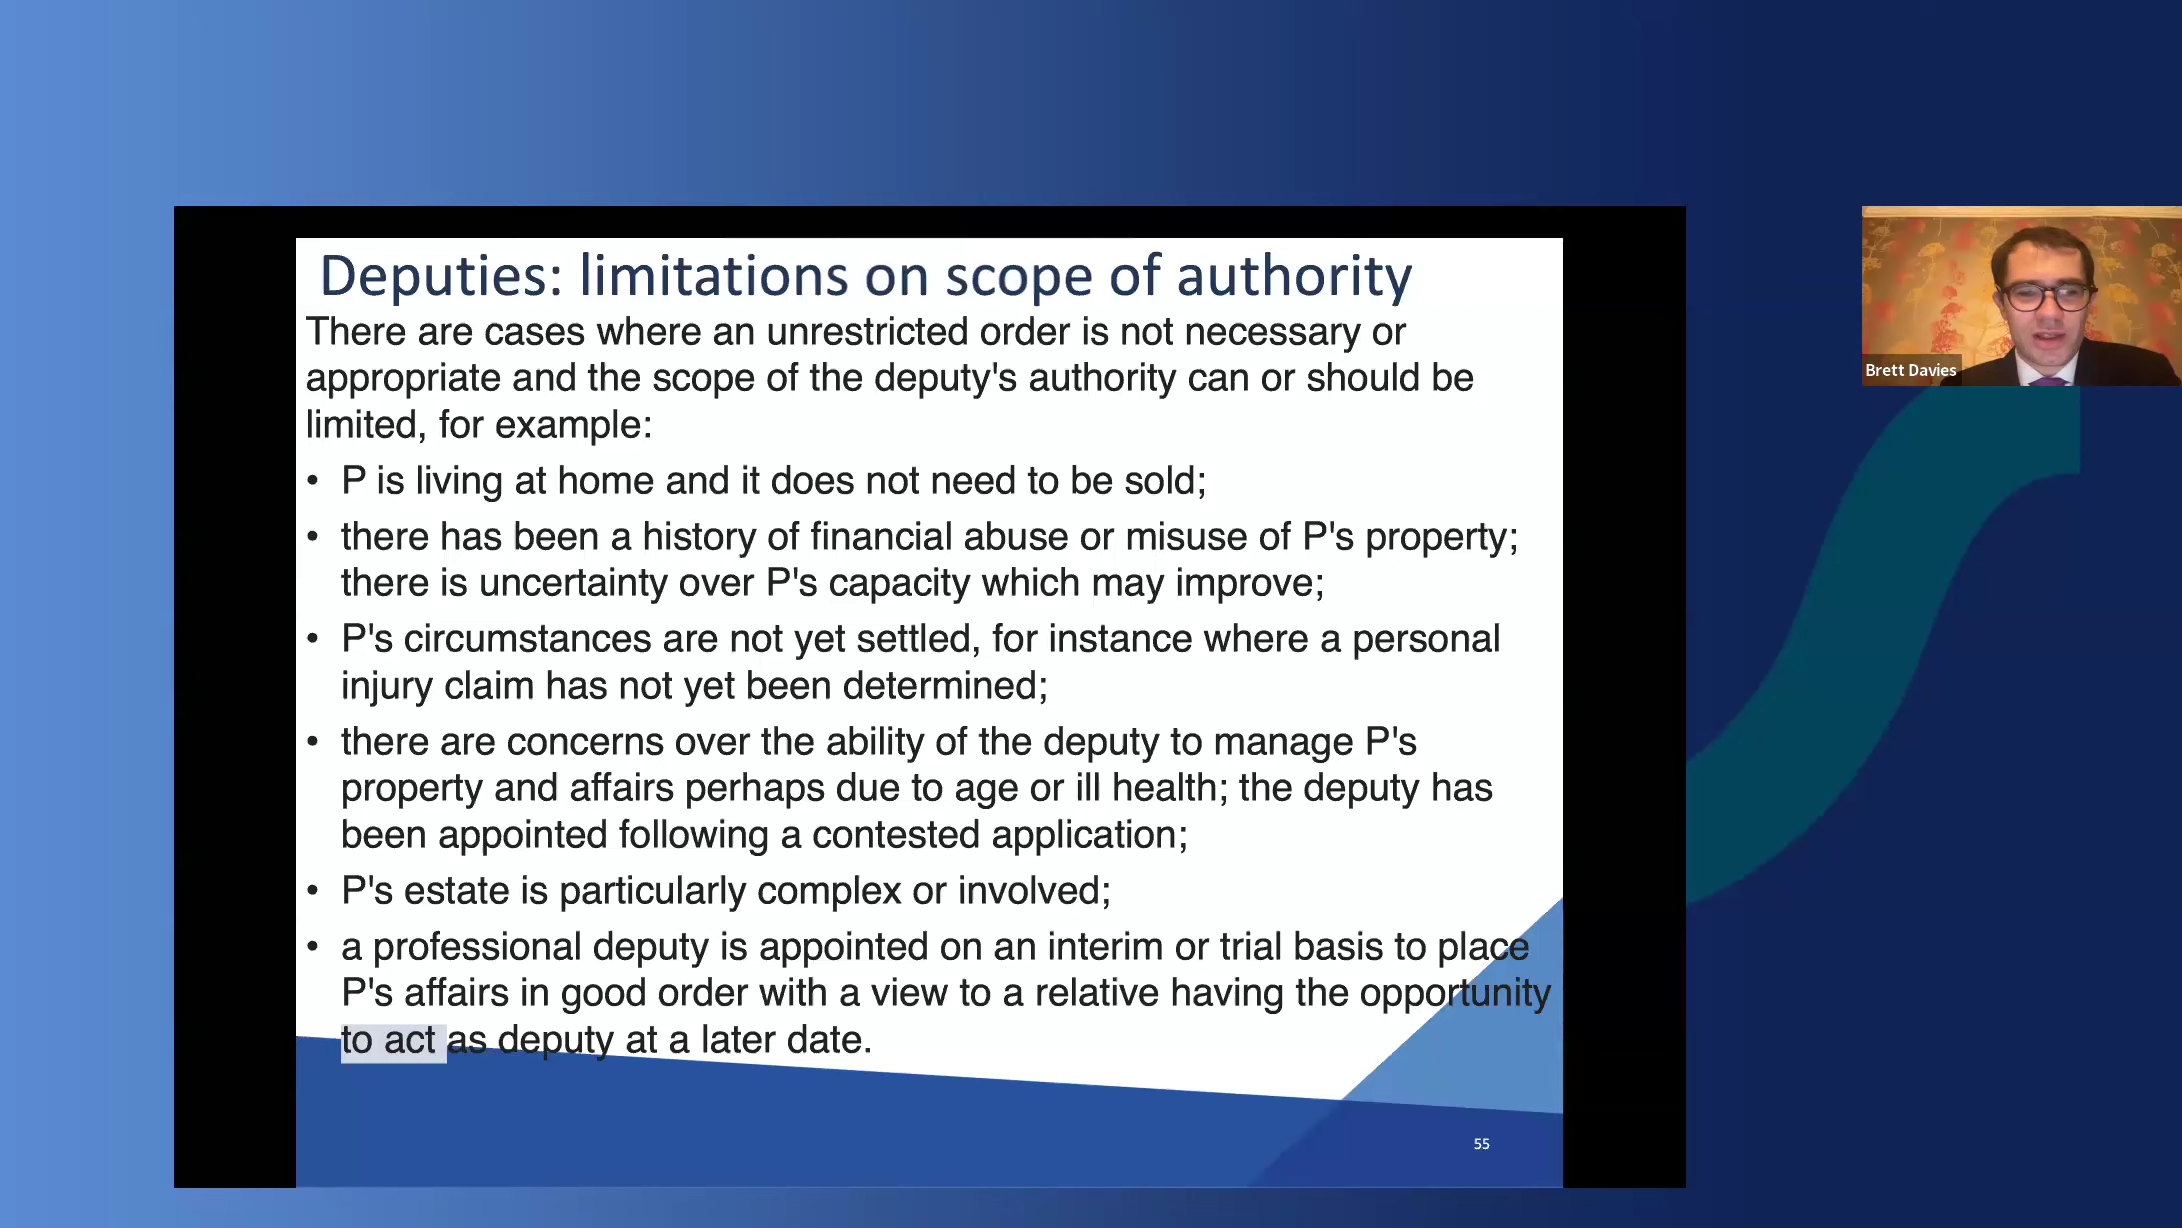 Deputies: limitations on scope of authority
There are cases where an unrestricted order is not necessary or
appropriate and the scope of the deputy's authority can or should be
limited, for example:
• P is living at home and it does not need to be sold;
• there has been a history of financial abuse or misuse of P's property;
there is uncertainty over P's capacity which may improve;
• P's circumstances are not yet settled, for instance where a personal
injury claim has not yet been determined;
• there are concerns over the ability of the deputy to manage P's
property and affairs perhaps due to age or ill health; the deputy has
been appointed following a contested application;
• P's estate is particularly complex or involved;
• a professional deputy is appointed on an interim or trial basis to place
P's affairs in good order with a view to a relative having the opportunity
to act as deputy at a later date.
55
Brett Davies